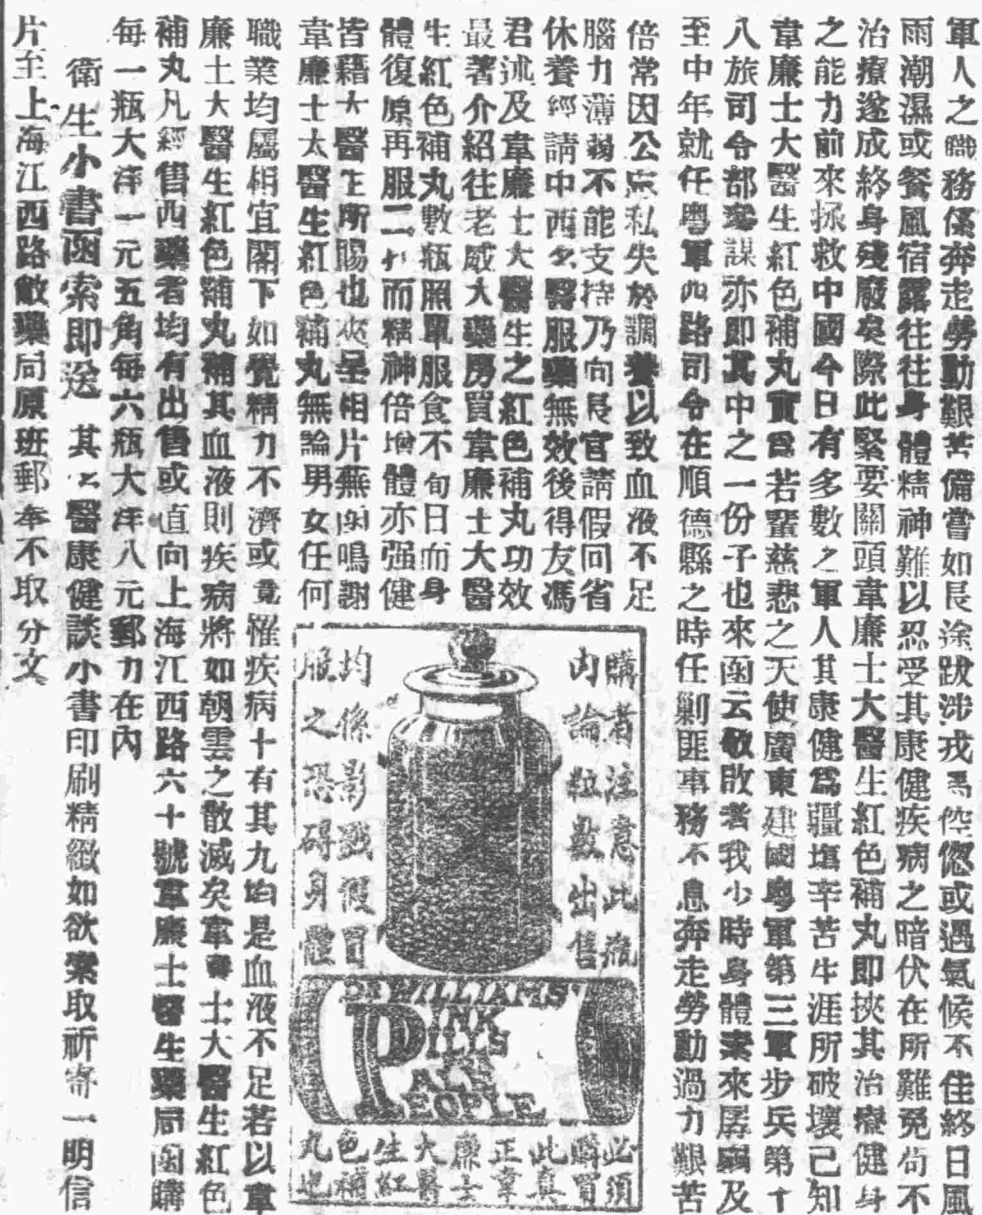 軍人之職務僕奔走勞動艱苦備嘗如長途跋涉戎馬倥偬或遇氣候不佳終日風
雨潮濕或餐風宿露往往身體精神難以忍受其康健疾病之暗伏在所難免尚不
治療遂成終身殘廢矣際此緊要關頭韋廉士大醫生紅色補丸即挾其治療健身
之能力前來拯救中國今日有多數之軍人其康健爲疆塲辛苦生涯所破壞已知
韋廉士大醫生紅色補丸實爲若輩慈悲之天使廣東建國粵軍第三軍步兵第十
八旅司令部參謀亦即其中之一份子也來函云敬啟者我少時身體素來孱弱及
至中年就任粵軍四路司令在順德縣之時任剿匪事務不息奔走勞動過力艱苦
倍常因公忘私失於調養以致血液不足
腦力薄弱不能支持乃向長官請假回省
休養經請中西名醫服藥無效後得友馮
君述及韋廉士大醫生之紅色補丸功效
最著介紹往老威大藥房買韋廉士大醫
生紅色補丸數瓶照單服食不旬日而身
體復原再服二打而精神倍增體亦强健
皆藉大醫生所賜也夾呈相片蕪函鳴謝
韋廉士大醫生紅色補丸無論男女任何
職業均屬相宜閣下如覺精力不濟或竟罹疾病十有其九均是血液不足若以韋
廉士大醫生紅色補丸補其血液則疾病將如朝雲之散滅矣韋廉士大醫生紅色
補丸凡經售西藥者均有出售或直向上海江西路六十號韋廉士醫生藥局函購
每一瓶大洋一元五角每六瓶大洋八元郵力在內
衛生小書函索即送 其名醫康健談小書印刷精緻如欲索取祈寄一明信
片至上海江西路敝藥局原班郵奉不取分文
購者注意此瓶
內論粒數出售
均係影戤假冒
服之恐碍身體
DR WILLIAMS'
PINK
PILLS
ALE
PEOPLE
必須
購買
此真
正韋
廉士
大醫
生紅
色補
丸也